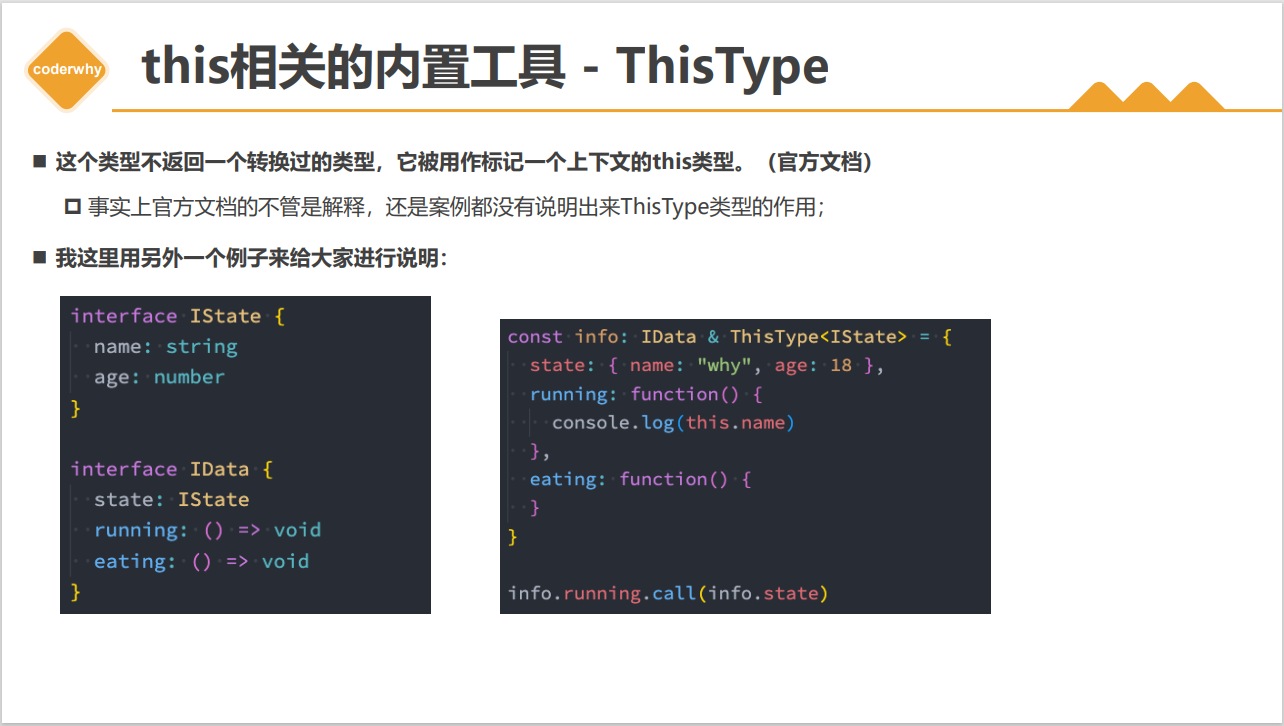 coderwhy
this相关的内置工具 - ThisType
这个类型不返回一个转换过的类型，它被用作标记一个上下文的this类型。（官方文档）
事实上官方文档的不管是解释，还是案例都没有说明出来ThisType类型的作用；
我这里用另外一个例子来给大家进行说明：
interface IState {
  name: string
  age: number
}

interface IData {
  state: IState
  running: () => void
  eating: () => void
}
const info: IData & ThisType<IState> = {
  state: { name: "why", age: 18 },
  running: function() {
    console.log(this.name)
  },
  eating: function() {
  }
}

info.running.call(info.state)